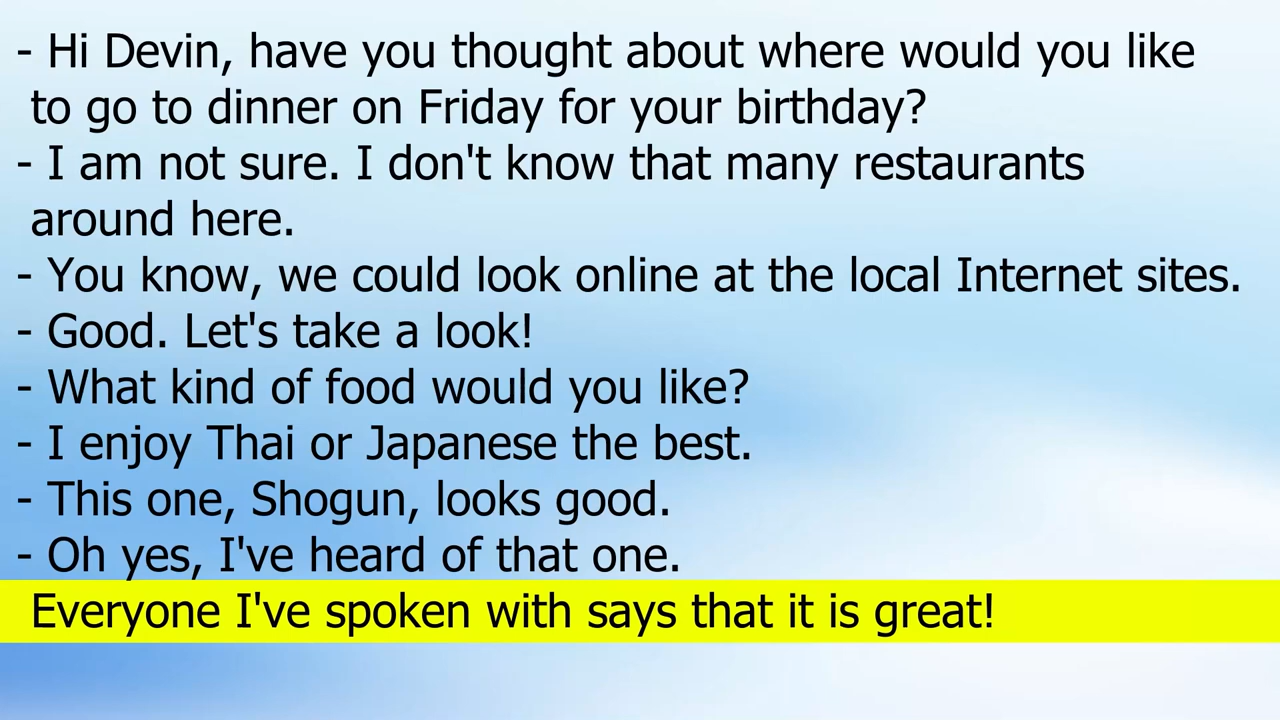 - Hi Devin, have you thought about where would you like
to go to dinner on Friday for your birthday?
- I am not sure. I don't know that many restaurants
around here.
- You know, we could look online at the local Internet sites.
- Good. Let's take a look!
- What kind of food would you like?
- I enjoy Thai or Japanese the best.
- This one, Shogun, looks good.
- Oh yes, I've heard of that one.
Everyone I've spoken with says that it is great!